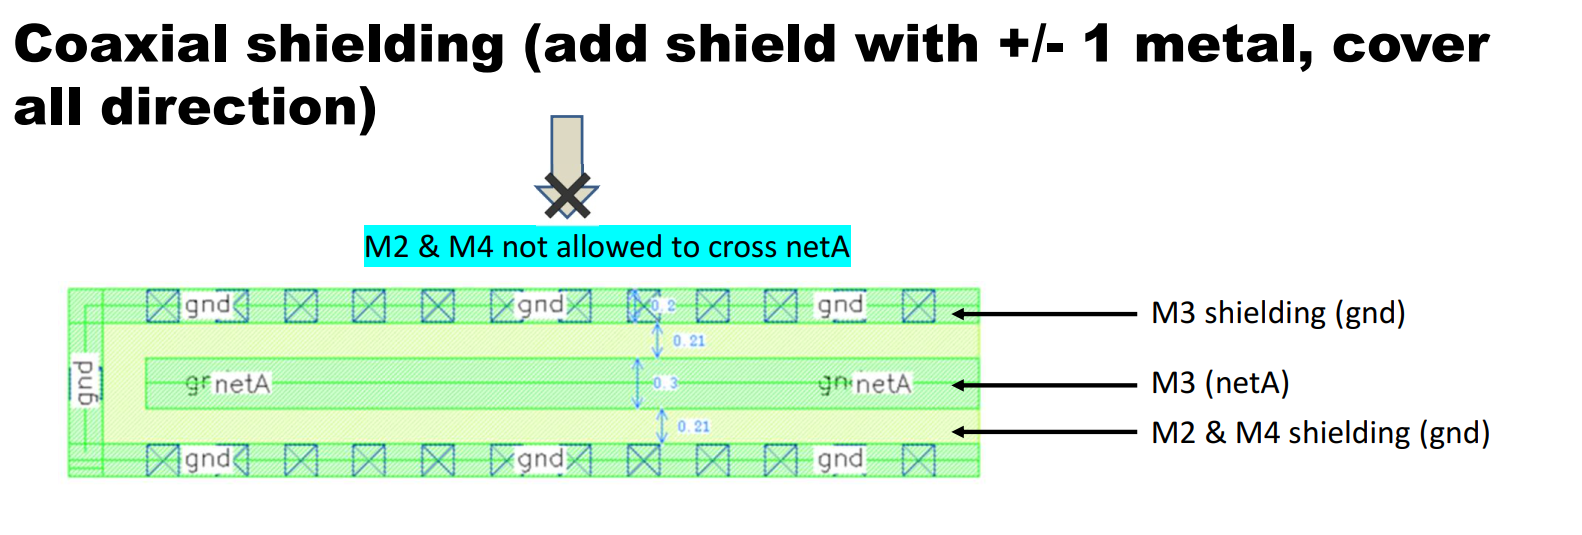 Coaxial shielding (add shield with +/- 1 metal, cover
all direction)
M2 & M4 not allowed to cross netA
gnd gnd 0.2 gnd
M3 shielding (gnd)
0.21
gnd
netA 0.3 netA
M3 (netA)
0.21
M2 & M4 shielding (gnd)
gnd gnd gnd